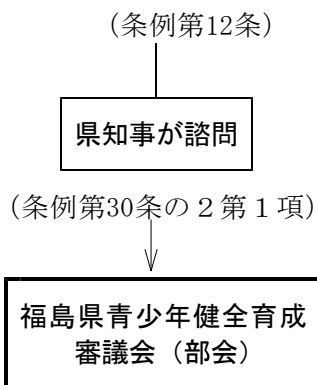 (条例第12条)
県知事が諮問
(条例第30条の2第1項)
福島県青少年健全育成
審議会（部会）